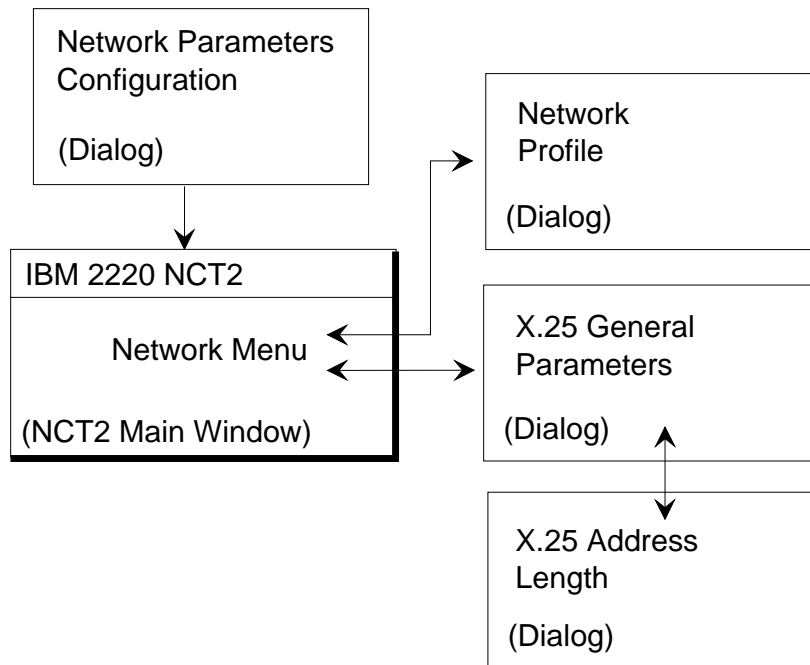 Network Parameters
Configuration
(Dialog)
IBM 2220 NCT2
Network Menu
(NCT2 Main Window)
Network
Profile
(Dialog)
X.25 General
Parameters
(Dialog)
X.25 Address
Length
(Dialog)